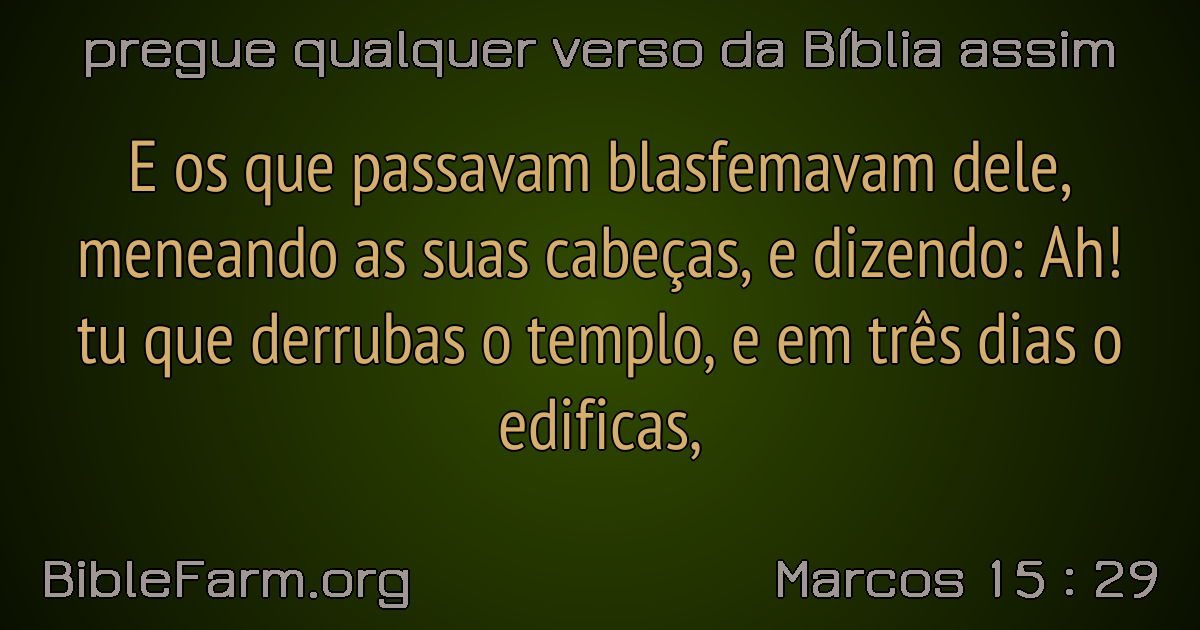 pregue qualquer verso da Bíblia assim
E os que passavam blasfemavam dele,
meneando as suas cabeças, e dizendo: Ah!
tu que derrubas o templo, e em três dias o
edificas,
BibleFarm.org
Marcos 15 : 29